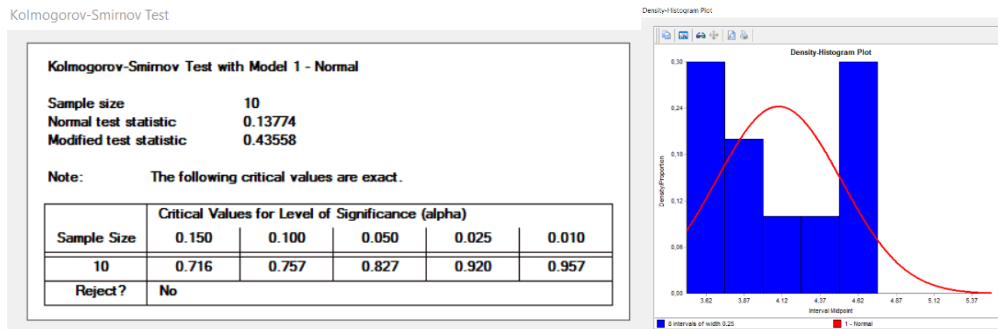 Kolmogorov-Smirnov Test
Kolmogorov-Smirnov Test with Model 1 - Normal
Sample size 10
Normal test statistic 0.13774
Modified test statistic 0.43558
Note: The following critical values are exact.
Critical Values for Level of Significance (alpha)
Sample Size 0.150 0.100 0.050 0.025 0.010
10 0.716 0.757 0.827 0.920 0.957
Reject? No
Density-Histogram Plot
Density-Histogram Plot
Density/Proportion
0,30
0,24
0,18
0,12
0,06
0,00
3.62 3.87 4.12 4.37 4.62 4.87 5.12 5.37
Interval Midpoint
8 intervals of width 0.25 1 - Normal